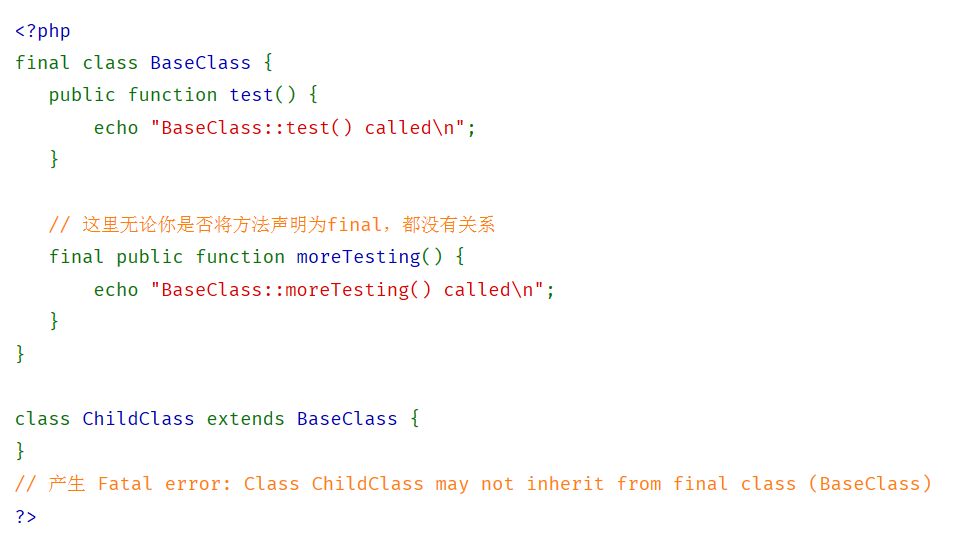 <?php
final class BaseClass {
   public function test() {
       echo "BaseClass::test() called\n";
   }

   // 这里无论你是否将方法声明为final，都没有关系
   final public function moreTesting() {
       echo "BaseClass::moreTesting() called\n";
   }
}

class ChildClass extends BaseClass {
}
// 产生 Fatal error: Class ChildClass may not inherit from final class (BaseClass)
?>